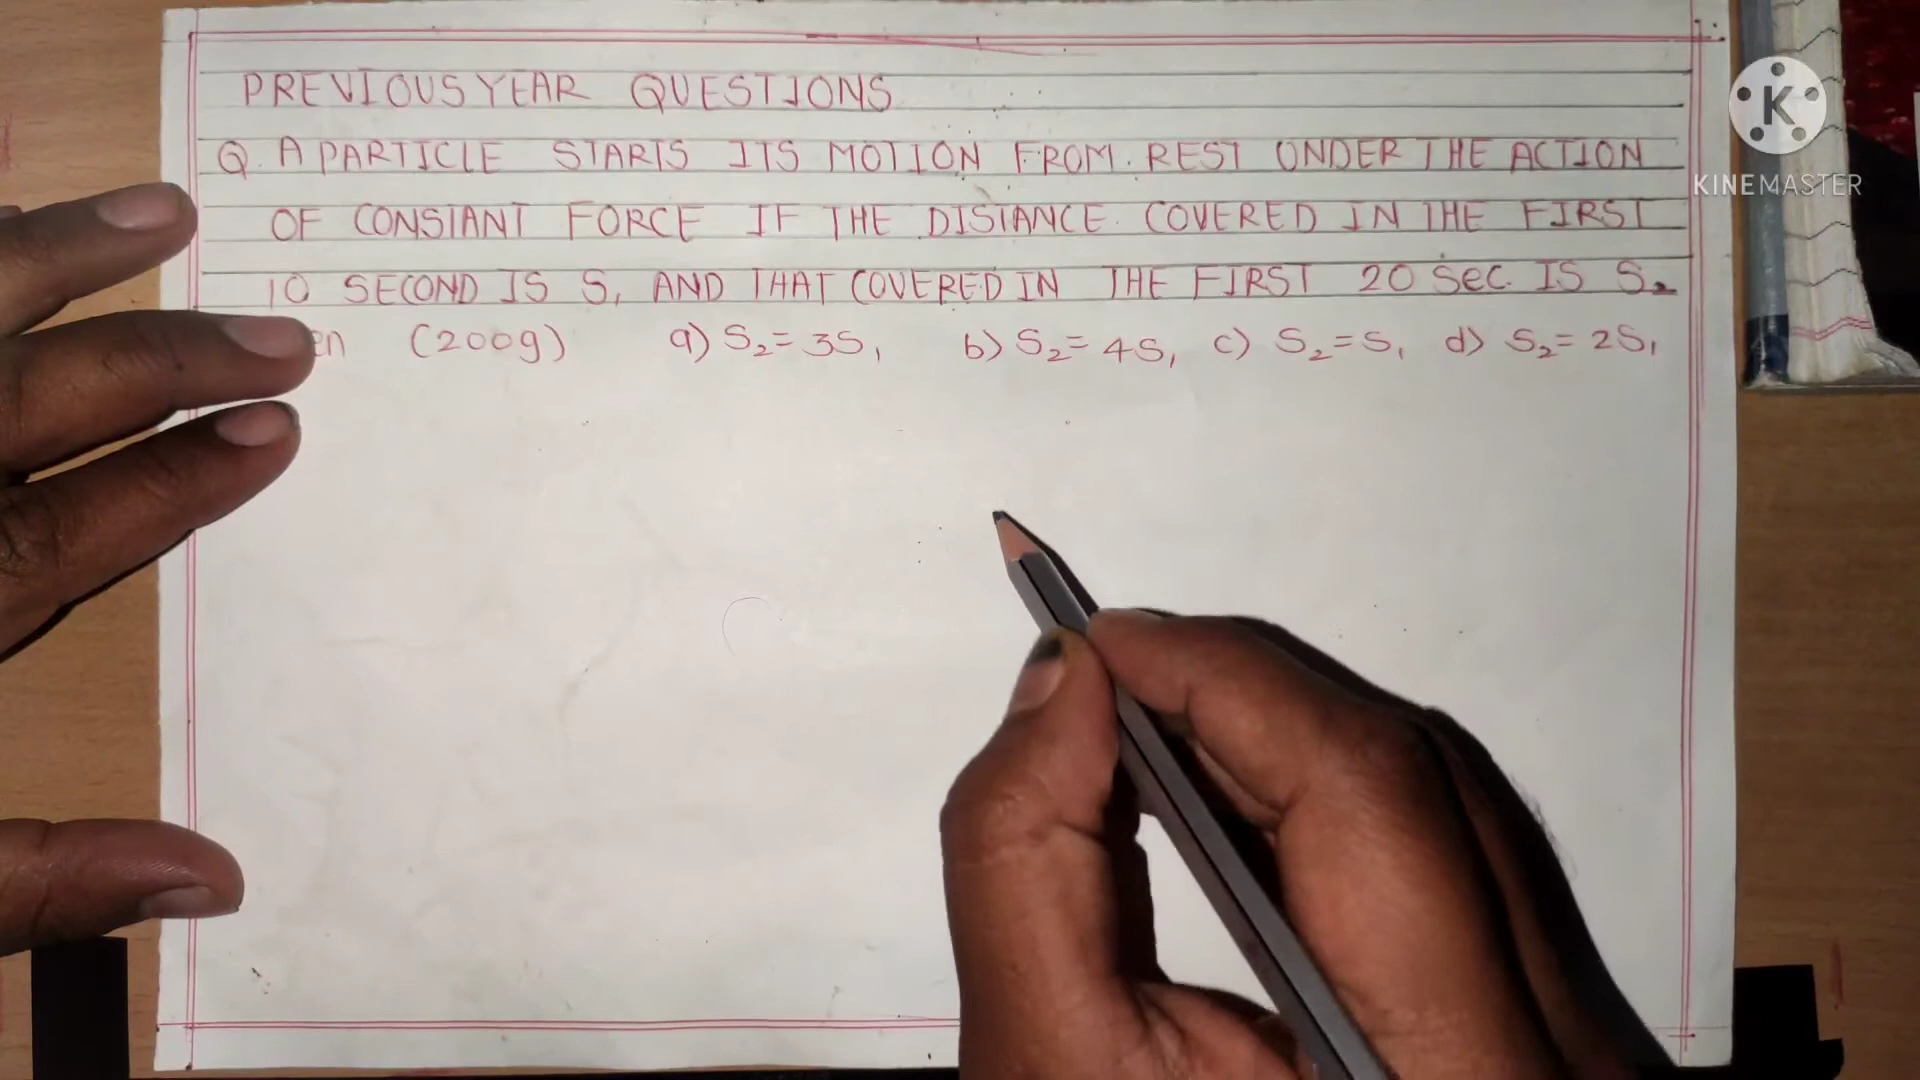 PREVIOUS YEAR QUESTIONS
Q. A PARTICLE STARTS ITS MOTION FROM. REST UNDER THE ACTION
OF CONSTANT FORCE IF THE DISTANCE. COVERED IN THE FIRST
10 SECOND IS S₁ AND THAT COVERED IN THE FIRST 20 Sec. IS S₂
(2009) a) S₂ = 3S₁ b) S₂ = 4S₁ c) S₂ = S₁ d) S₂ = 2S₁
K
KINEMASTER